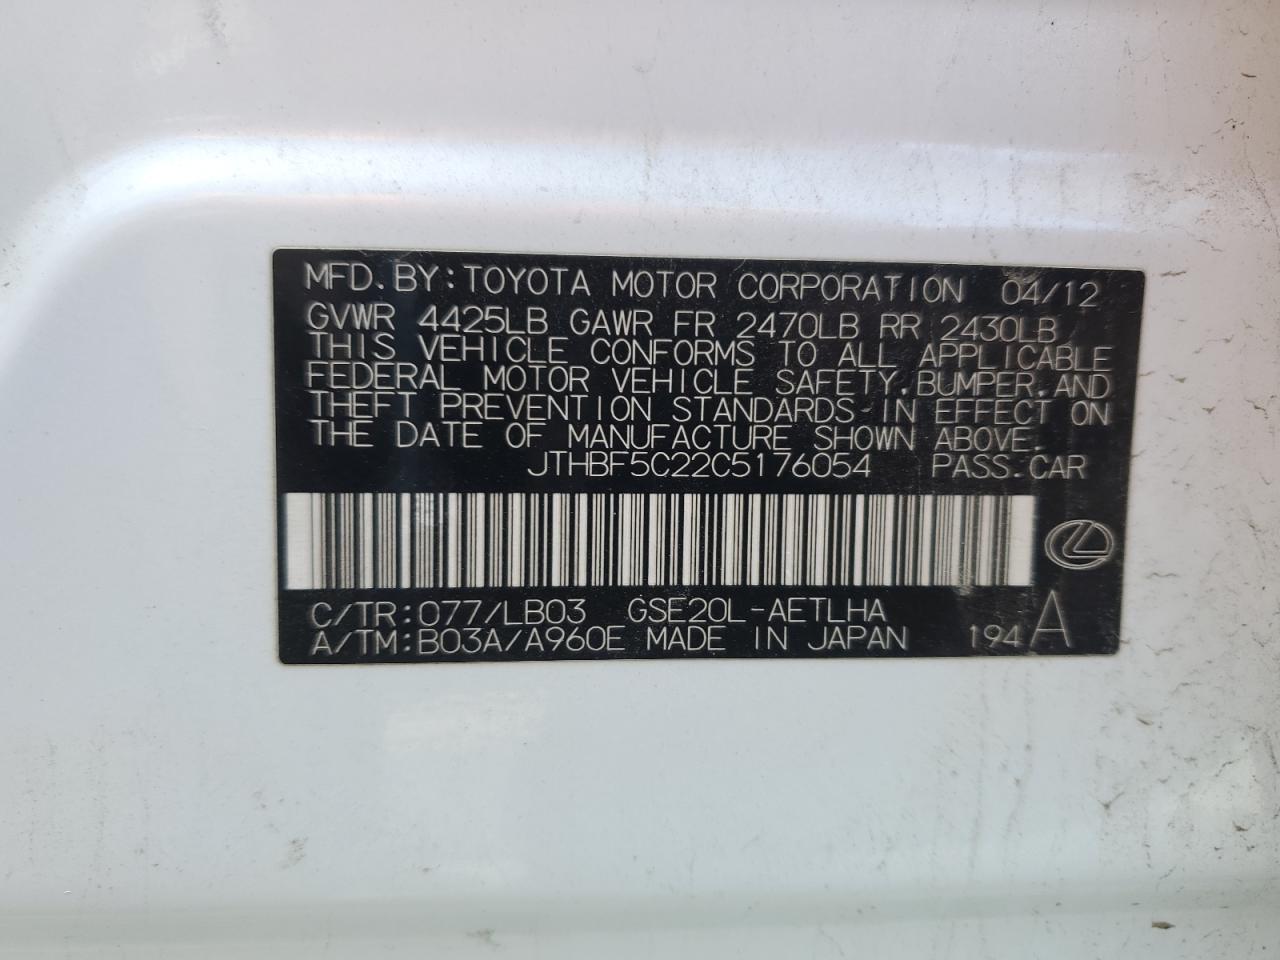 MFD. BY: TOYOTA MOTOR CORPORATION 04/12
GVWR 4425LB GAWR FR 2470LB RR 2430LB
THIS VEHICLE CONFORMS TO ALL APPLICABLE
FEDERAL MOTOR VEHICLE SAFETY, BUMPER, AND
THEFT PREVENTION STANDARDS IN EFFECT ON
THE DATE OF MANUFACTURE SHOWN ABOVE.
JTHBF5C22C5176054 PASS. CAR
C/TR: 077/LB03 GSE20L-AETLHA
A/TM: B03A/A960E MADE IN JAPAN 194 A